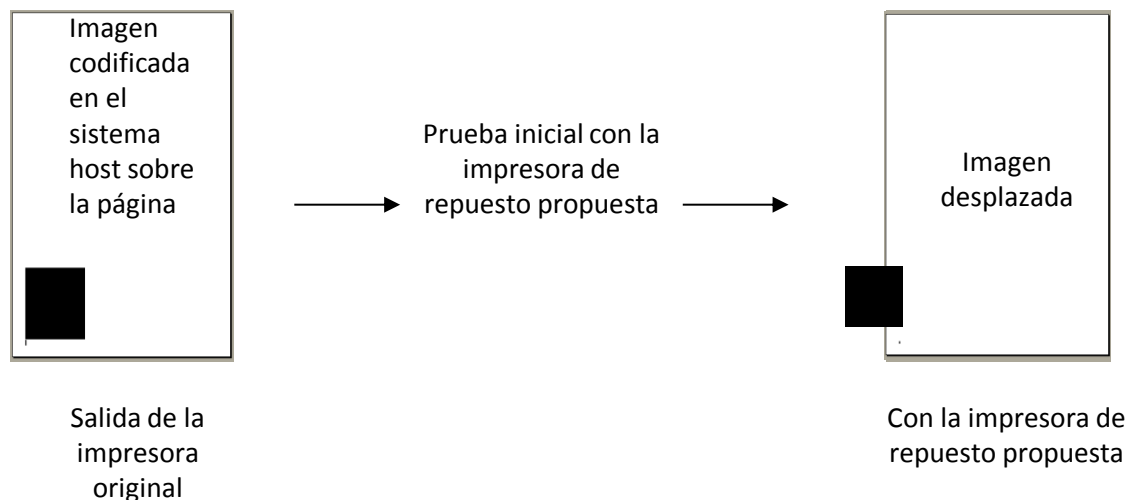 Imagen
codificada
en el
sistema
host sobre
la página
Prueba inicial con la
impresora de
repuesto propuesta
Imagen
desplazada
Salida de la
impresora
original
Con la impresora de
repuesto propuesta